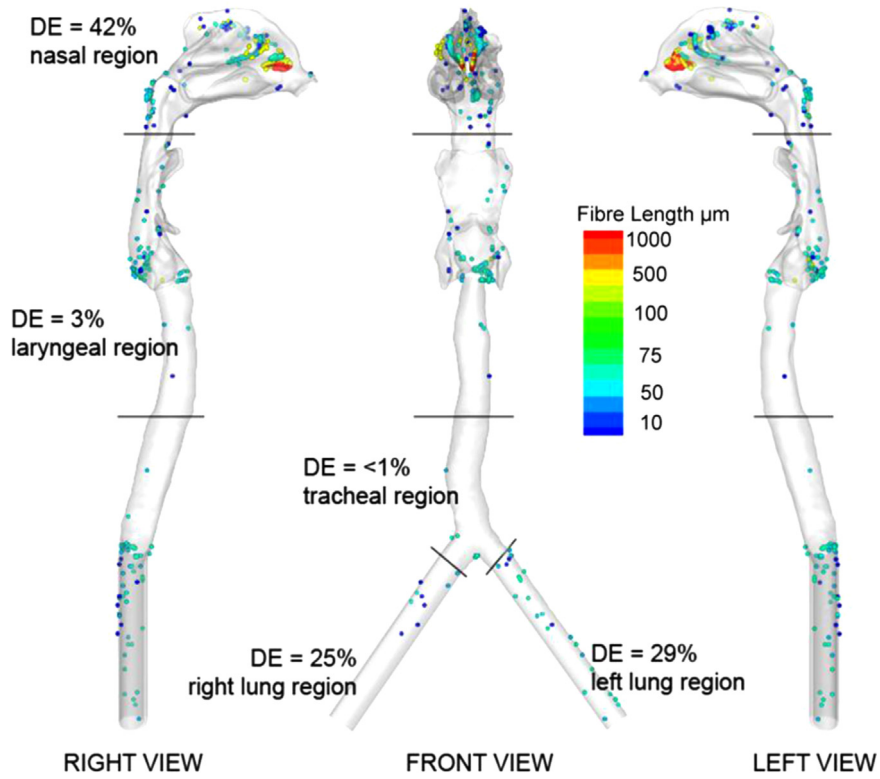 DE = 42%
nasal region
Fibre Length µm
1000
500
100
75
50
10
DE = 3%
laryngeal region
DE = <1%
tracheal region
DE = 25%
right lung region
DE = 29%
left lung region
RIGHT VIEW
FRONT VIEW
LEFT VIEW